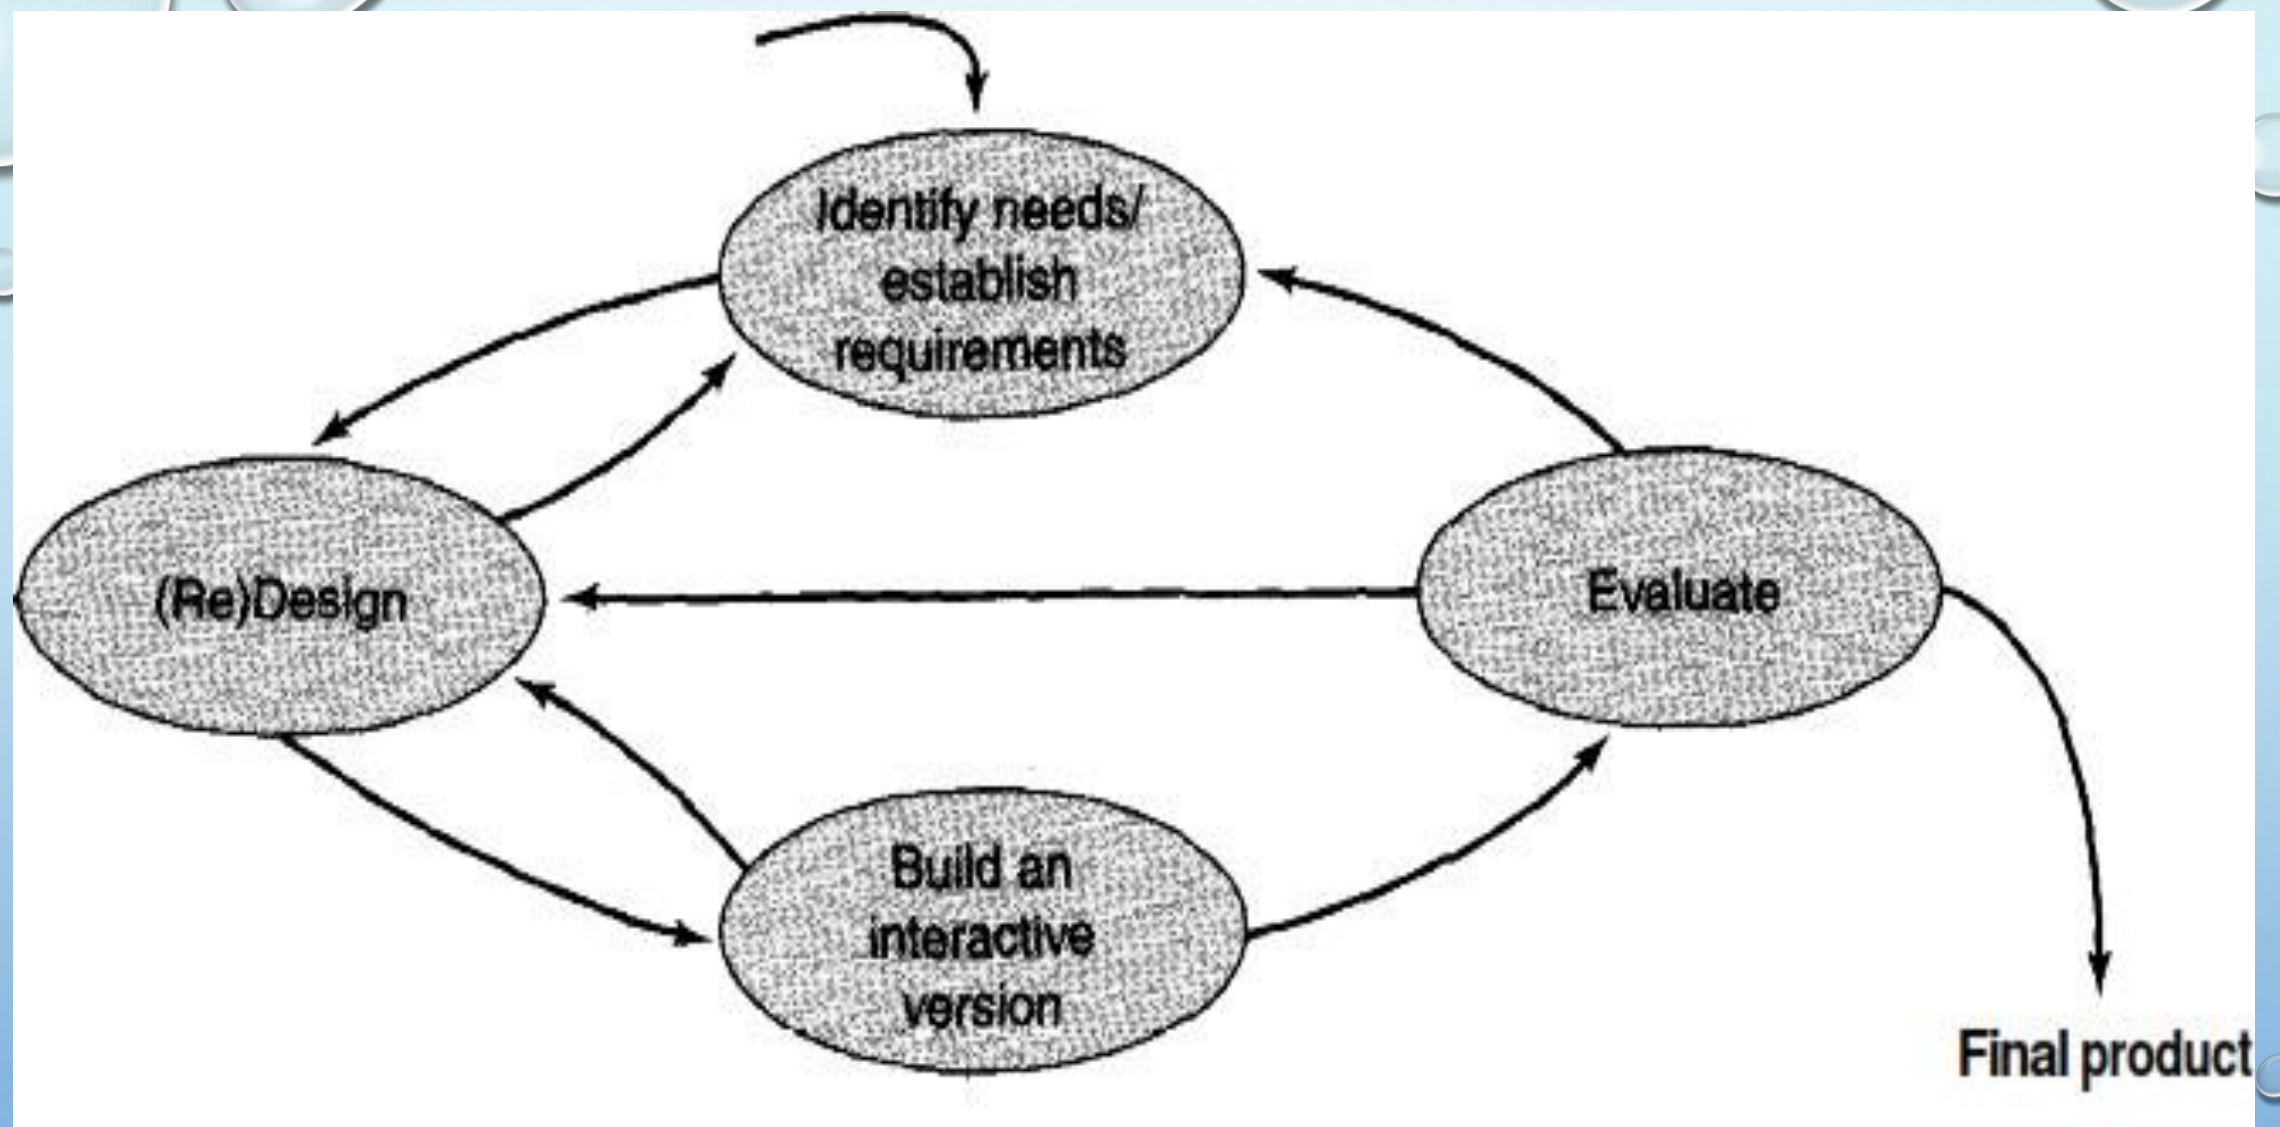 Identify needs/
establish
requirements
(Re)Design
Evaluate
Build an
interactive
version
Final product